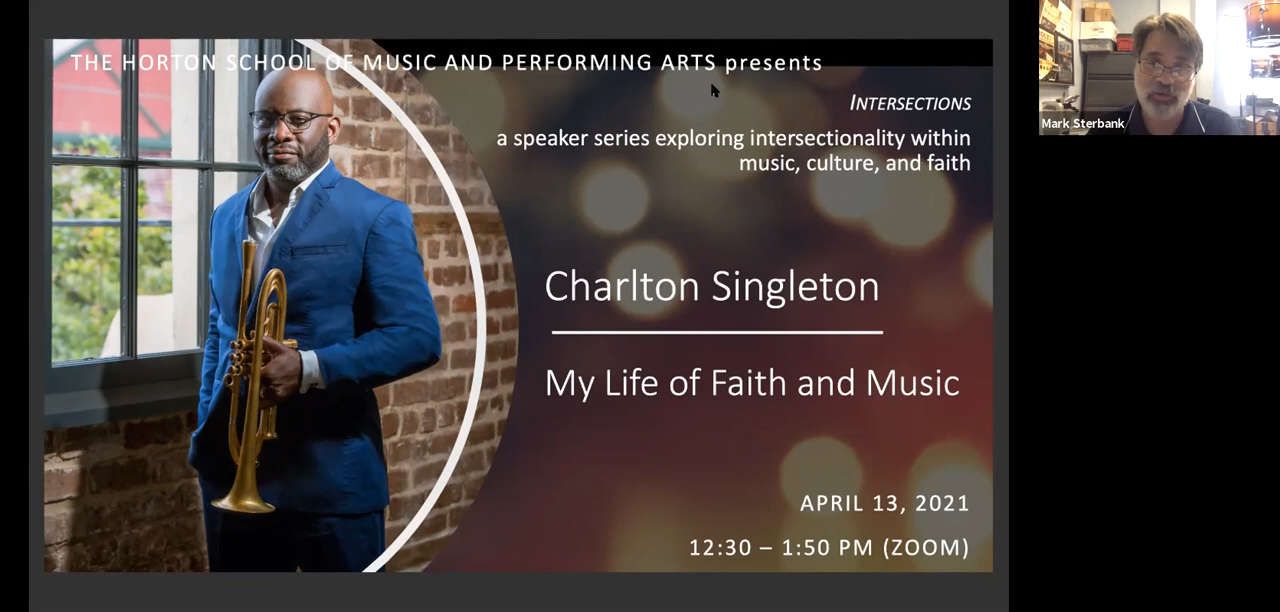 THE HORTON SCHOOL OF MUSIC AND PERFORMING ARTS presents
INTERSECTIONS
a speaker series exploring intersectionality within
music, culture, and faith
Charlton Singleton
My Life of Faith and Music
APRIL 13, 2021
12:30 – 1:50 PM (ZOOM)
Mark Sterbank